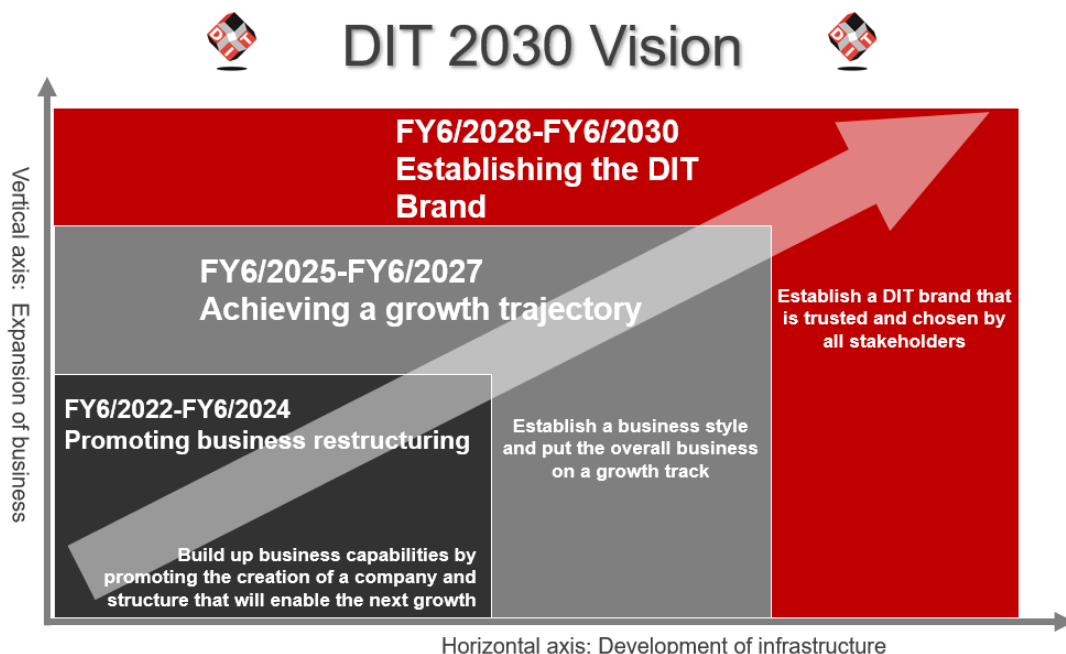 DIT 2030 Vision
D I T
D I T
Vertical axis: Expansion of business
FY6/2028-FY6/2030
Establishing the DIT
Brand
Establish a DIT brand that
is trusted and chosen by
all stakeholders
FY6/2025-FY6/2027
Achieving a growth trajectory
Establish a business style
and put the overall business
on a growth track
FY6/2022-FY6/2024
Promoting business restructuring
Build up business capabilities by
promoting the creation of a company and
structure that will enable the next growth
Horizontal axis: Development of infrastructure